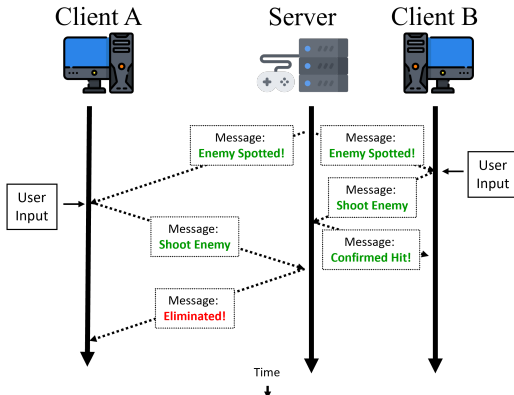 Client A
Server
Client B
Message:
Enemy Spotted!
Message:
Enemy Spotted!
User
Input
User
Input
Message:
Shoot Enemy
Message:
Shoot Enemy
Message:
Confirmed Hit!
Message:
Eliminated!
Time